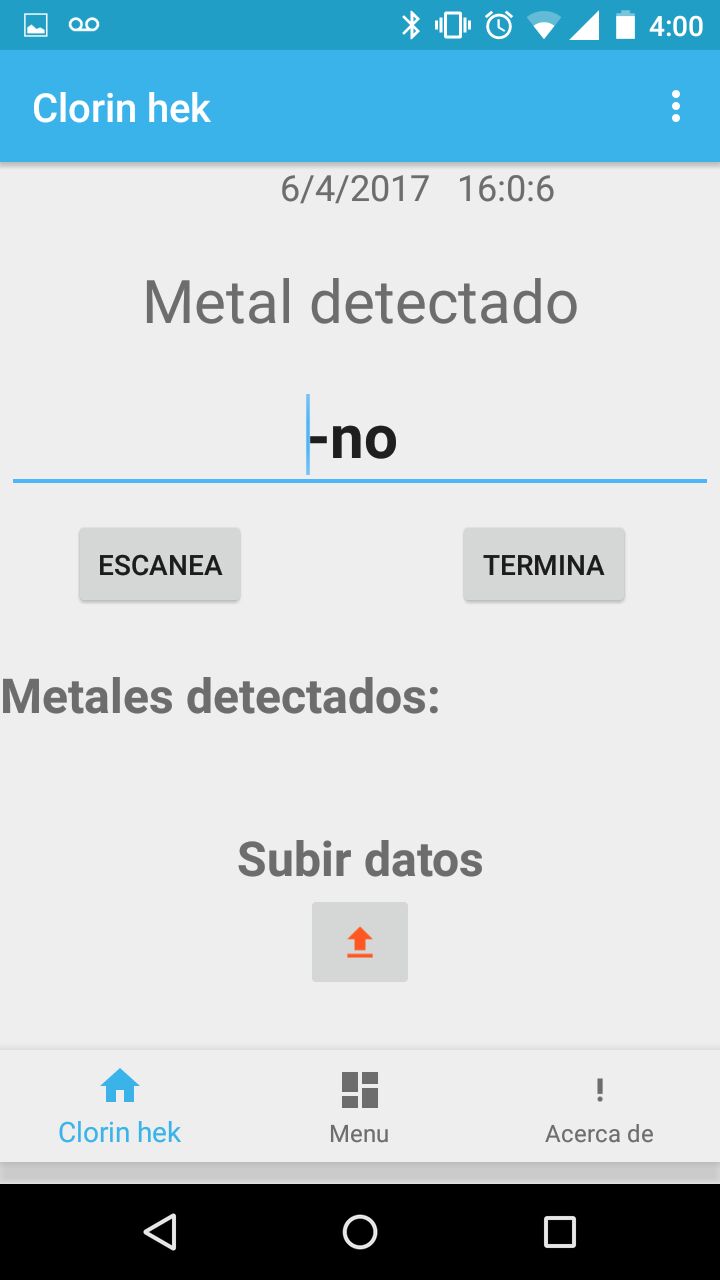 4:00
Clorin hek
6/4/2017 16:0:6
Metal detectado
-no
ESCANEA TERMINA
Metales detectados:
Subir datos
Clorin hek Menu Acerca de